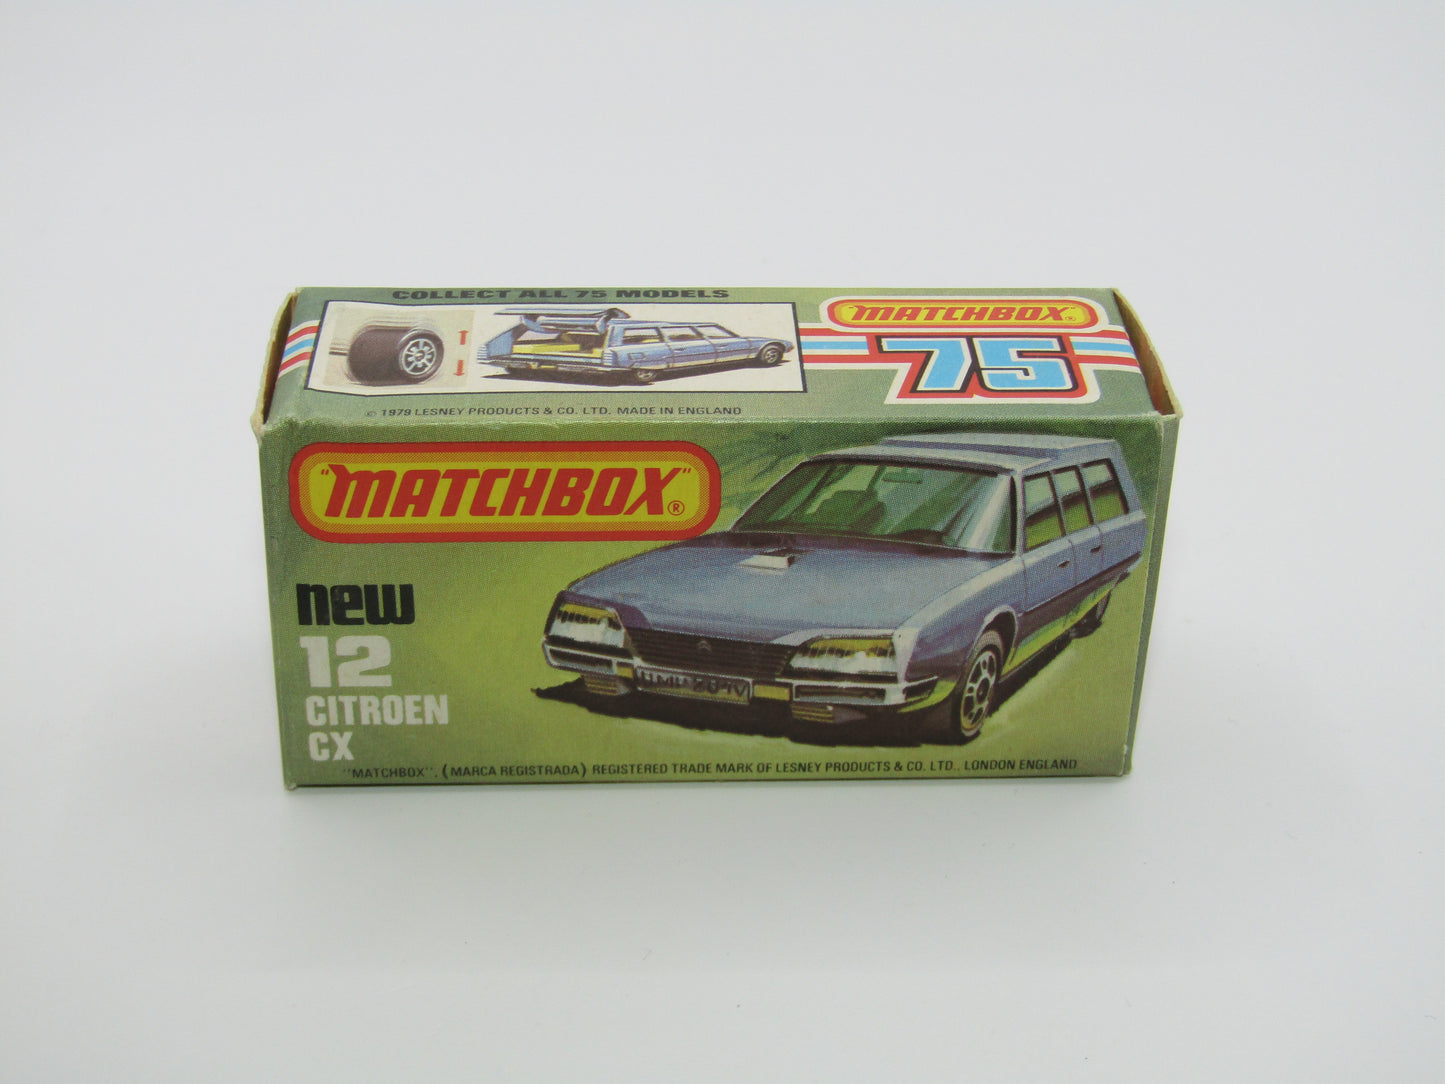 COLLECT ALL 75 MODELS
"MATCHBOX"
75
© 1979 LESNEY PRODUCTS & CO. LTD. MADE IN ENGLAND
"MATCHBOX"®
new
12
CITROEN
CX
"MATCHBOX". (MARCA REGISTRADA) REGISTERED TRADE MARK OF LESNEY PRODUCTS & CO. LTD., LONDON ENGLAND